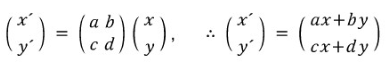 (x´ y´) = (a b c d) (x y), ∴ (x´ y´) = (ax+by cx+dy)